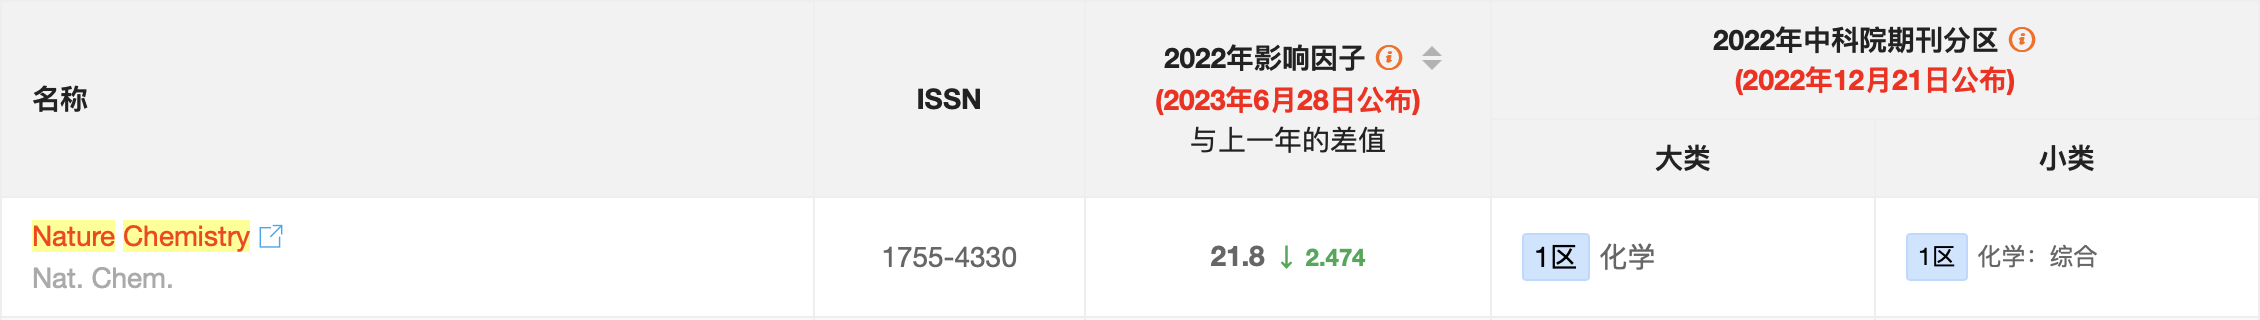 名称
ISSN
2022年影响因子
(2023年6月28日公布)
与上一年的差值
2022年中科院期刊分区
(2022年12月21日公布)
大类
小类
Nature Chemistry
Nat. Chem.
1755-4330
21.8 ↓ 2.474
1区 化学
1区 化学：综合